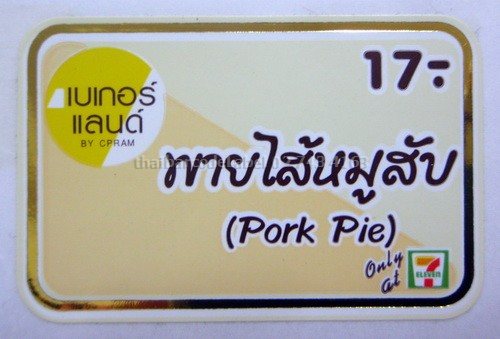 17.-
เบเกอร์
แลนด์
BY CPRAM
พายไส้หมูสับ
(Pork Pie)
Only
at
7
ELEVEN